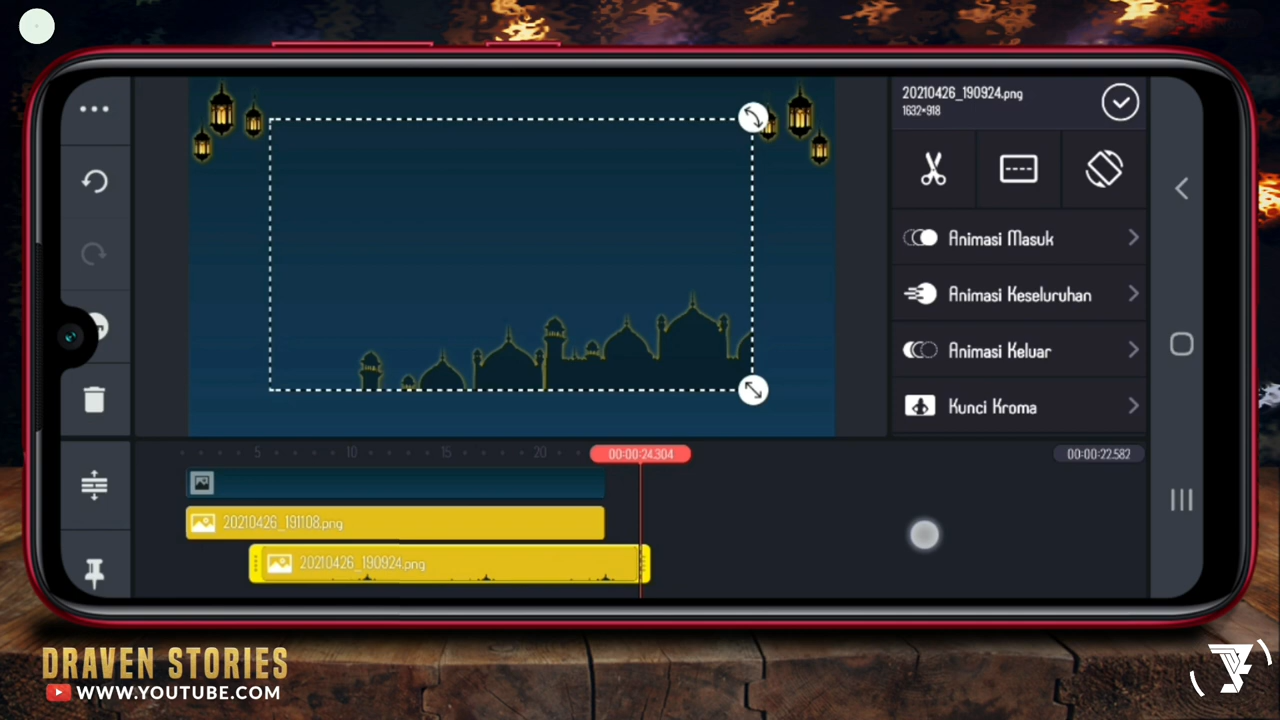 20210426_190924.png
1632×918
Animasi Masuk
Animasi Keseluruhan
Animasi Keluar
Kunci Kroma
5
10
15
20
00:00:24.304
00:00:22.582
20210426_191108.png
20210426_190924.png
DRAVEN STORIES
WWW.YOUTUBE.COM